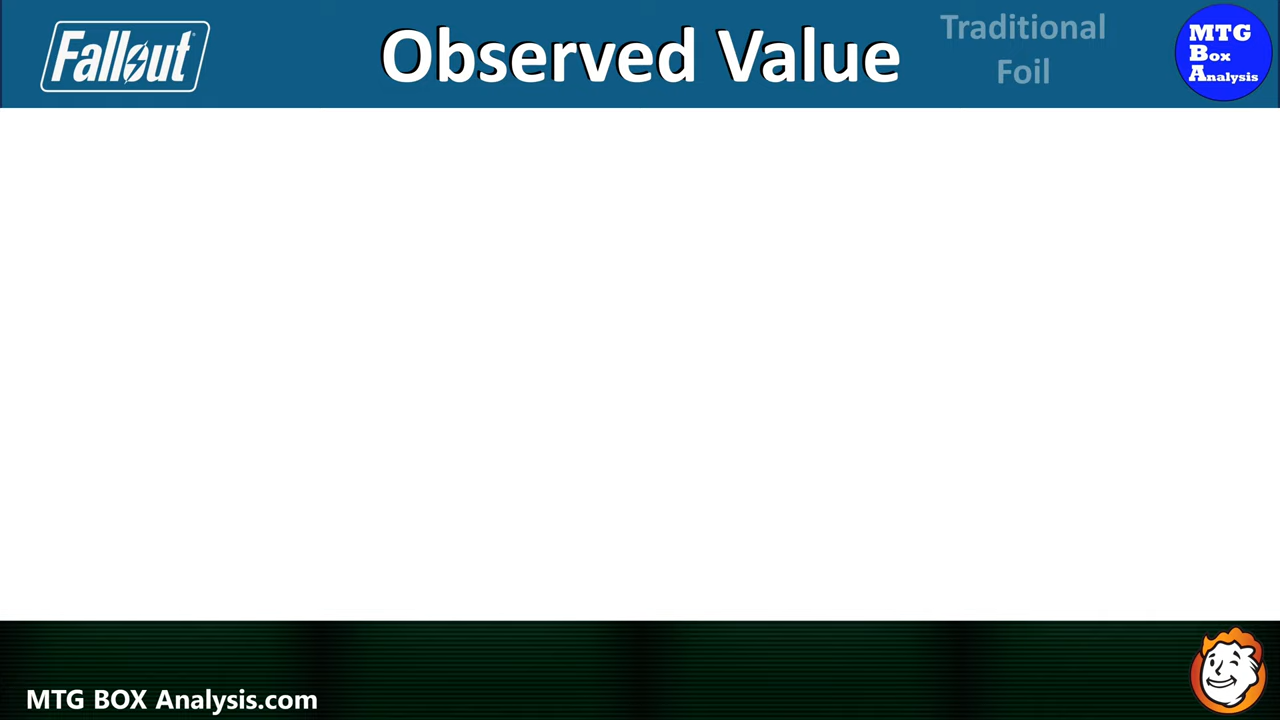 Fallout
Observed Value
Traditional
Foil
MTG
Box
Analysis
MTG BOX Analysis.com